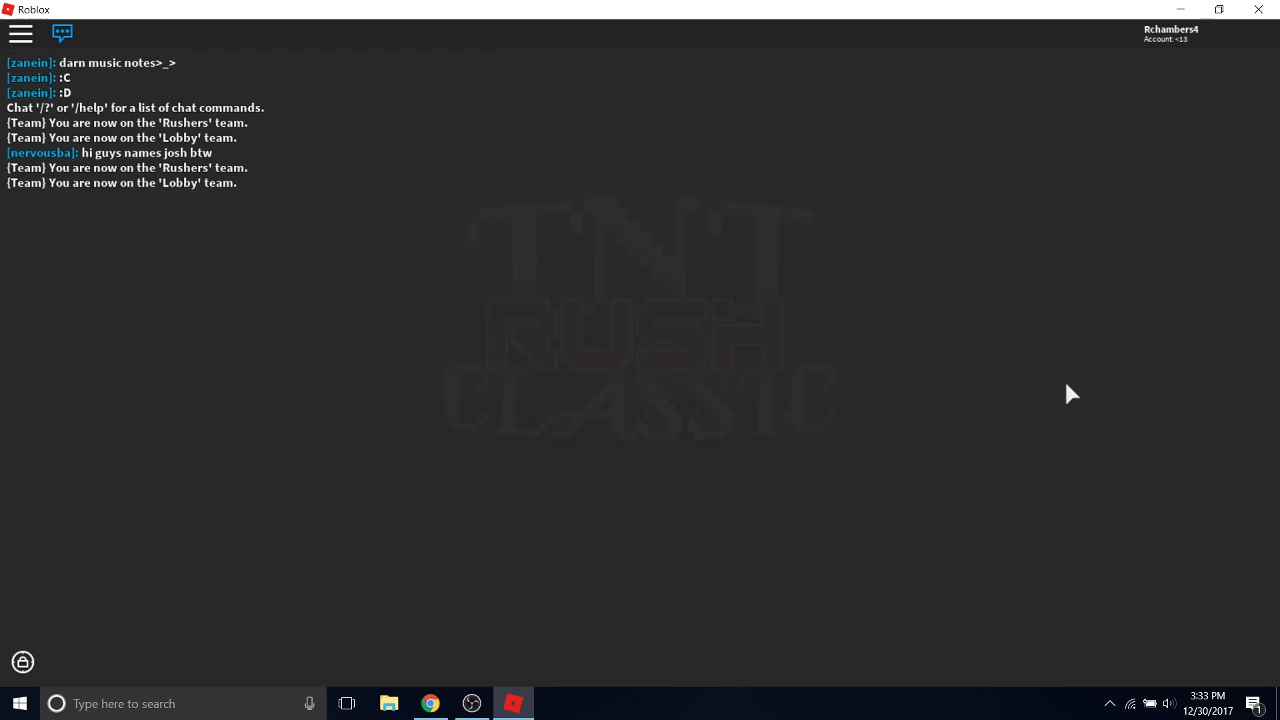 Roblox
Rchambers4
Account: <13
[zanein]: darn music notes>_>
[zanein]: :C
[zanein]: :D
Chat '/?' or '/help' for a list of chat commands.
{Team} You are now on the 'Rushers' team.
{Team} You are now on the 'Lobby' team.
[nervousba]: hi guys names josh btw
{Team} You are now on the 'Rushers' team.
{Team} You are now on the 'Lobby' team.
TNT
RUSH
CLASSIC
Type here to search
3:33 PM
12/30/2017
1